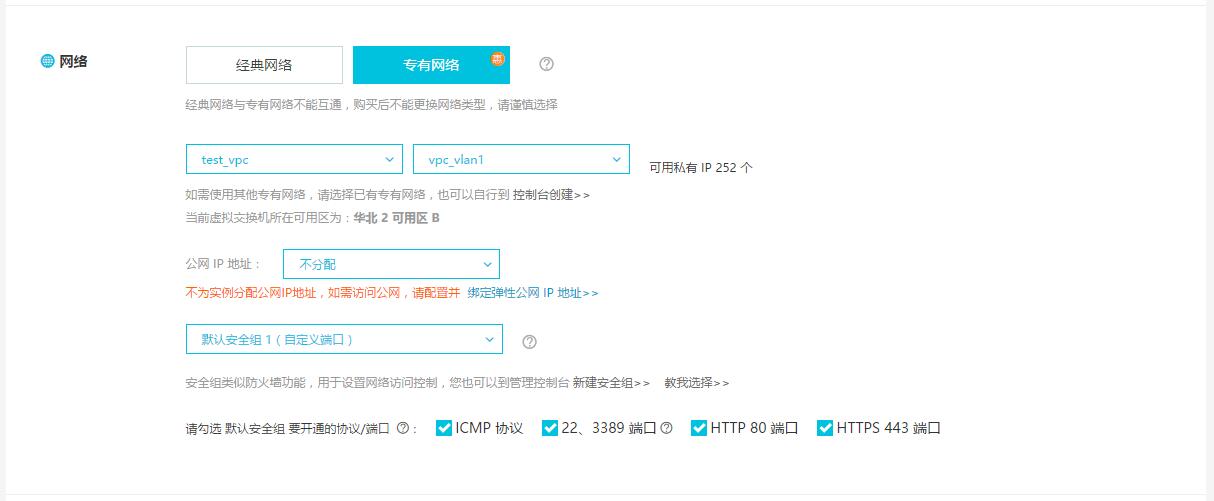 网络
经典网络 专有网络 惠
经典网络与专有网络不能互通，购买后不能更换网络类型，请谨慎选择
test_vpc vpc_vlan1 可用私有 IP 252 个
如需使用其他专有网络，请选择已有专有网络，也可以自行到 控制台创建>>
当前虚拟交换机所在可用区为：华北 2 可用区 B
公网 IP 地址： 不分配
不为实例分配公网IP地址，如需访问公网，请配置并 绑定弹性公网 IP 地址>>
默认安全组 1（自定义端口）
安全组类似防火墙功能，用于设置网络访问控制，您也可以到管理控制台 新建安全组>> 教我选择>>
请勾选 默认安全组 要开通的协议/端口 ： ICMP 协议 22、3389 端口 HTTP 80 端口 HTTPS 443 端口